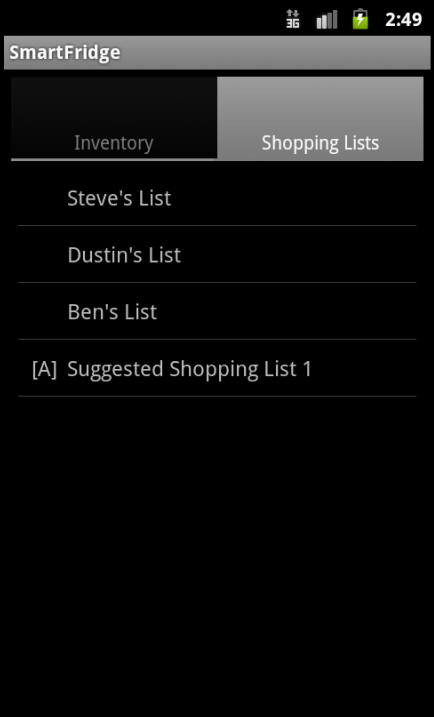 3G 2:49
SmartFridge
Inventory Shopping Lists
Steve's List
Dustin's List
Ben's List
[A] Suggested Shopping List 1